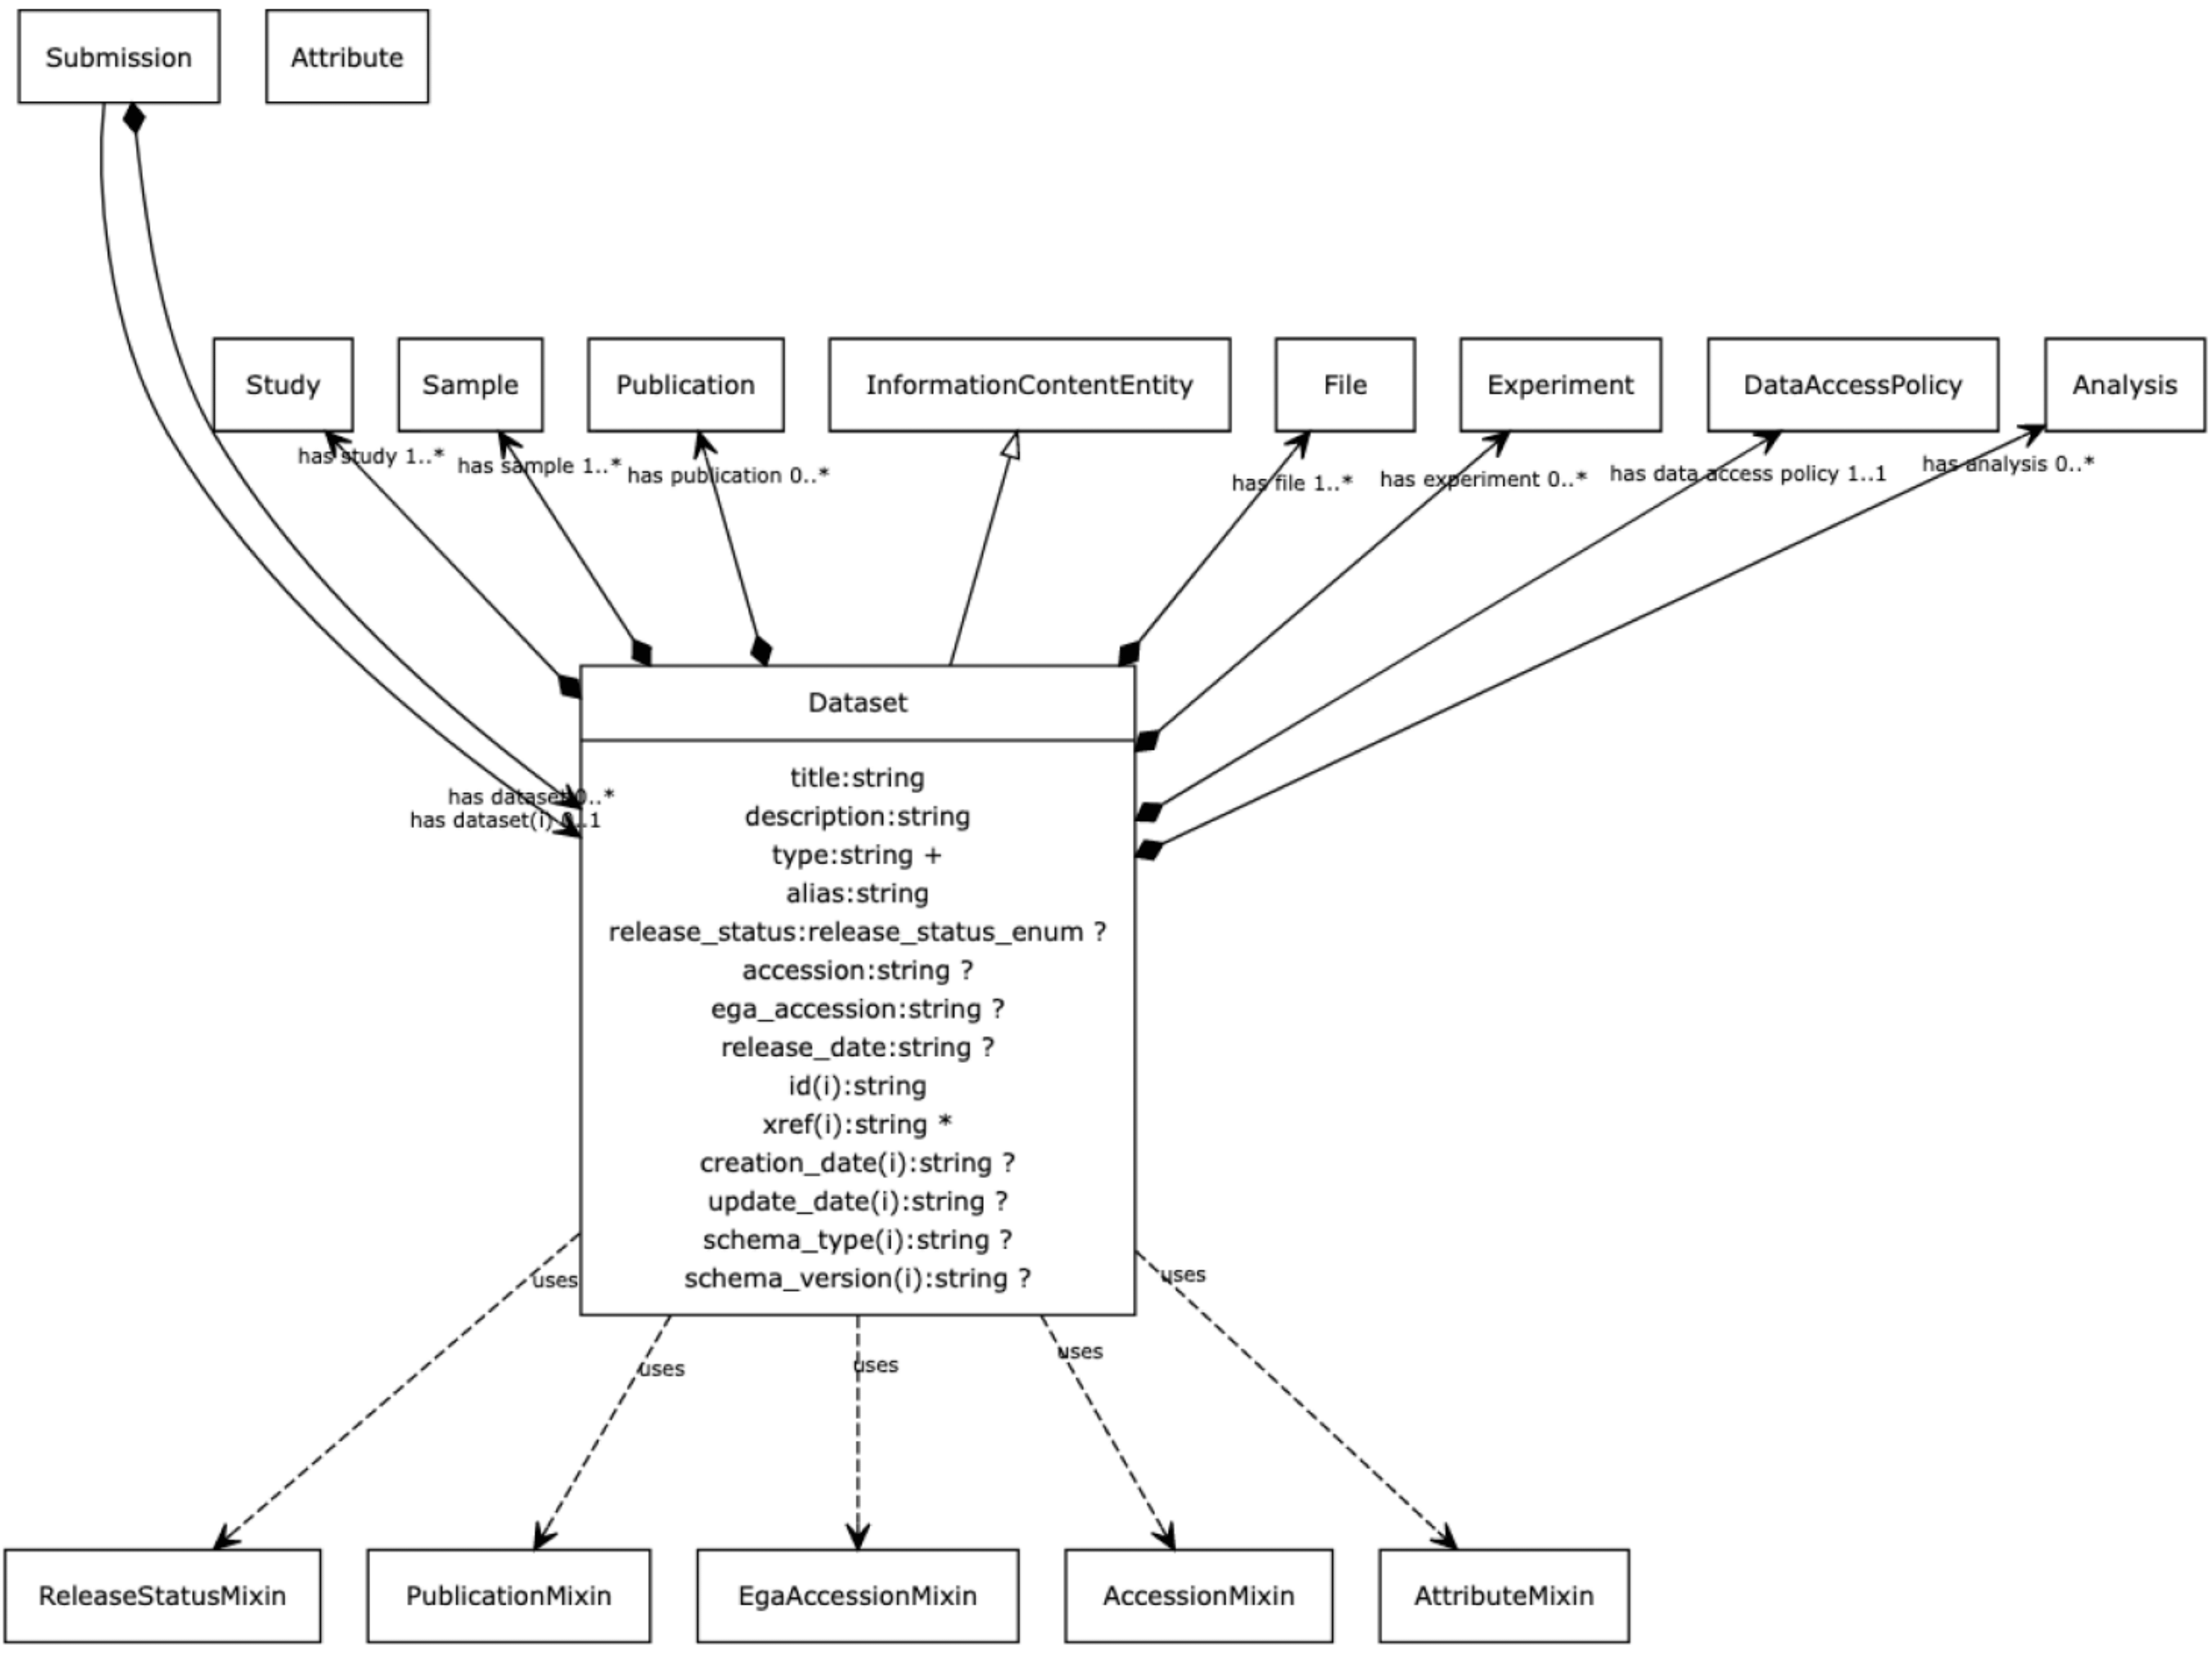 Submission
Attribute
Study
Sample
Publication
InformationContentEntity
File
Experiment
DataAccessPolicy
Analysis
has study 1..*
has sample 1..*
has publication 0..*
has file 1..*
has experiment 0..*
has data access policy 1..1
has analysis 0..*
Dataset
title:string
description:string
type:string +
alias:string
release_status:release_status_enum ?
accession:string ?
ega_accession:string ?
release_date:string ?
id(i):string
xref(i):string *
creation_date(i):string ?
update_date(i):string ?
schema_type(i):string ?
schema_version(i):string ?
has dataset 0..*
has dataset(i) 0..1
uses
uses
uses
uses
uses
ReleaseStatusMixin
PublicationMixin
EgaAccessionMixin
AccessionMixin
AttributeMixin